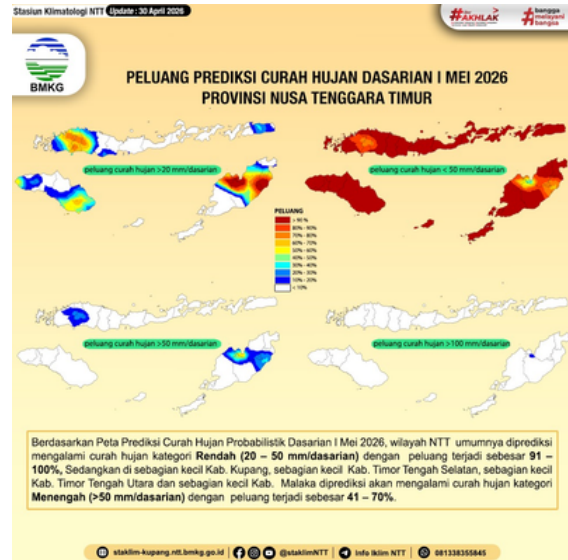 Stasiun Klimatologi NTT Update : 30 April 2026
#AKHLAK
#bangga
melayani
bangsa
BMKG
PELUANG PREDIKSI CURAH HUJAN DASARIAN I MEI 2026
PROVINSI NUSA TENGGARA TIMUR
peluang curah hujan >20 mm/dasarian
peluang curah hujan < 50 mm/dasarian
PELUANG
> 90 %
80% - 90%
70% - 80%
60% - 70%
50% - 60%
40% - 50%
30% - 40%
20% - 30%
10% - 20%
< 10%
peluang curah hujan >50 mm/dasarian
peluang curah hujan >100 mm/dasarian
Berdasarkan Peta Prediksi Curah Hujan Probabilistik Dasarian I Mei 2026, wilayah NTT umumnya diprediksi
mengalami curah hujan kategori Rendah (20 – 50 mm/dasarian) dengan peluang terjadi sebesar 91 –
100%, Sedangkan di sebagian kecil Kab. Kupang, sebagian kecil Kab. Timor Tengah Selatan, sebagian kecil
Kab. Timor Tengah Utara dan sebagian kecil Kab. Malaka diprediksi akan mengalami curah hujan kategori
Menengah (>50 mm/dasarian) dengan peluang terjadi sebesar 41 – 70%.
staklim-kupang.ntt.bmkg.go.id | @staklimNTT | Info Iklim NTT | 081338355845